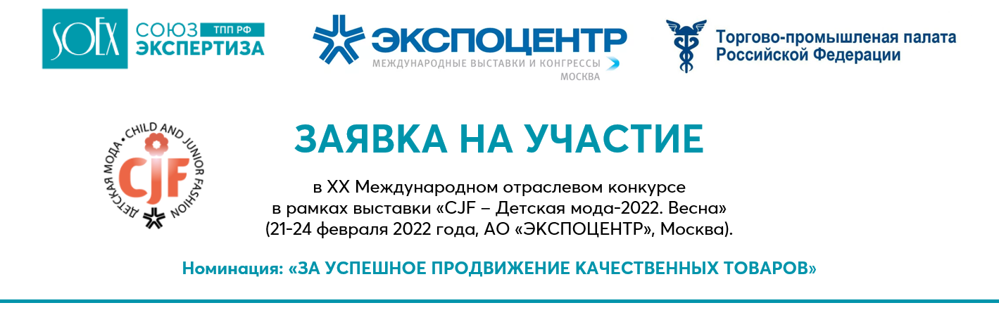 SOEX
СОЮЗ ТПП РФ
ЭКСПЕРТИЗА
ЭКСПОЦЕНТР
МЕЖДУНАРОДНЫЕ ВЫСТАВКИ И КОНГРЕССЫ
МОСКВА
Торгово-промышленая палата
Российской Федерации
ДЕТСКАЯ МОДА • CHILD AND JUNIOR FASHION
CJF
ЗАЯВКА НА УЧАСТИЕ
в XX Международном отраслевом конкурсе
в рамках выставки «CJF – Детская мода-2022. Весна»
(21-24 февраля 2022 года, АО «ЭКСПОЦЕНТР», Москва).
Номинация: «ЗА УСПЕШНОЕ ПРОДВИЖЕНИЕ КАЧЕСТВЕННЫХ ТОВАРОВ»